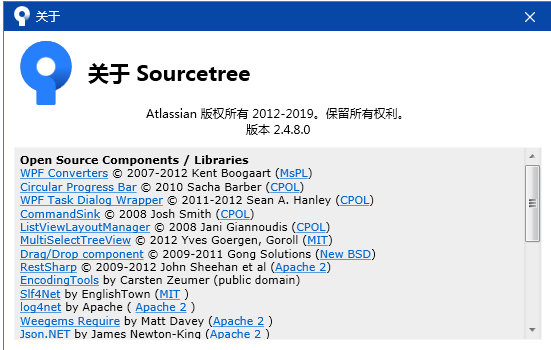 关于
关于 Sourcetree
Atlassian 版权所有 2012-2019。保留所有权利。
版本 2.4.8.0
Open Source Components / Libraries
WPF Converters © 2007-2012 Kent Boogaart (MsPL)
Circular Progress Bar © 2010 Sacha Barber (CPOL)
WPF Task Dialog Wrapper © 2011-2012 Sean A. Hanley (CPOL)
CommandSink © 2008 Josh Smith (CPOL)
ListViewLayoutManager © 2008 Jani Giannoudis (CPOL)
MultiSelectTreeView © 2012 Yves Goergen, Goroll (MIT)
Drag/Drop component © 2009-2011 Gong Solutions (New BSD)
RestSharp © 2009-2012 John Sheehan et al (Apache 2)
EncodingTools by Carsten Zeumer (public domain)
Slf4Net by EnglishTown (MIT )
log4net by Apache ( Apache 2 )
Weegems Require by Matt Davey (Apache 2 )
Json.NET by James Newton-King (Apache 2 )